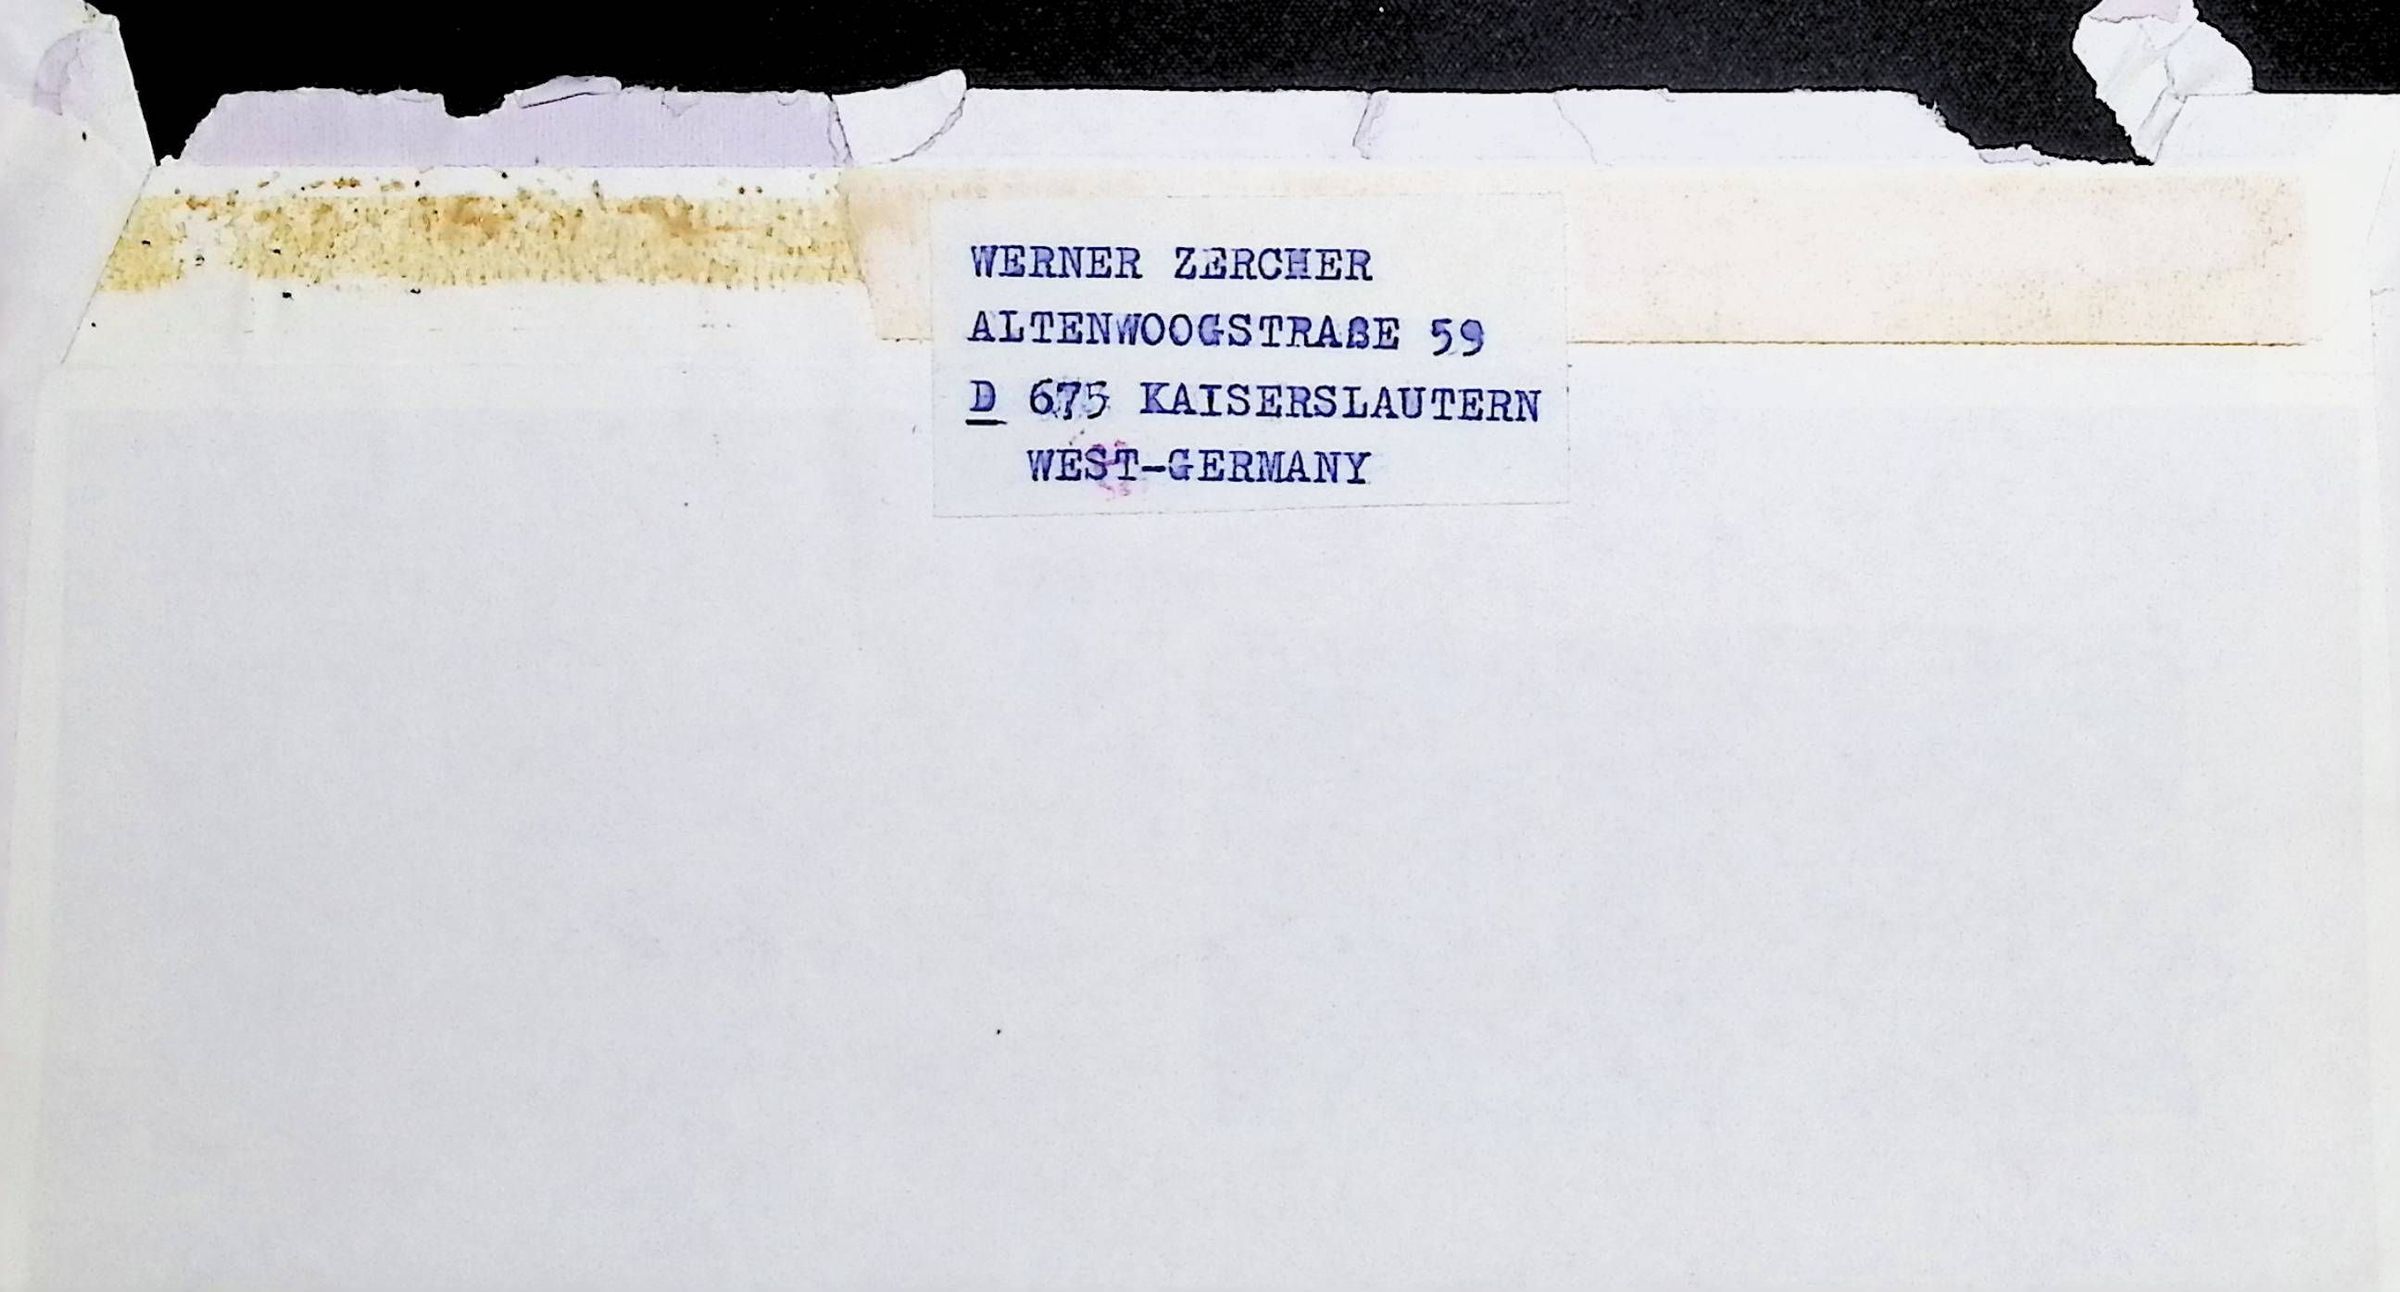 WERNER ZERCHER
ALTENWOOGSTRAßE 59
D 675 KAISERSLAUTERN
WEST-GERMANY